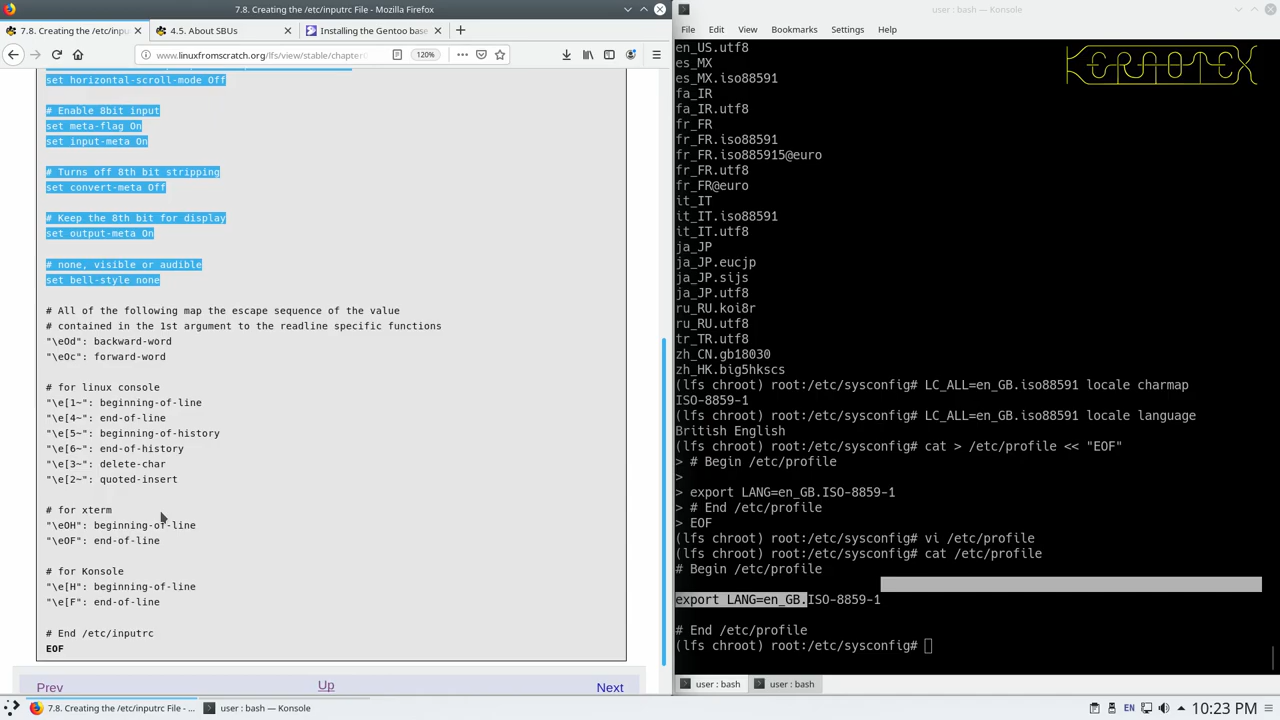 7.8. Creating the /etc/inputrc File - Mozilla Firefox
7.8. Creating the /etc/inpu
4.5. About SBUs
Installing the Gentoo base
www.linuxfromscratch.org/lfs/view/stable/chapter0
120%
set horizontal-scroll-mode Off
# Enable 8bit input
set meta-flag On
set input-meta On
# Turns off 8th bit stripping
set convert-meta Off
# Keep the 8th bit for display
set output-meta On
# none, visible or audible
set bell-style none
# All of the following map the escape sequence of the value
# contained in the 1st argument to the readline specific functions
"\eOd": backward-word
"\eOc": forward-word
# for linux console
"\e[1~": beginning-of-line
"\e[4~": end-of-line
"\e[5~": beginning-of-history
"\e[6~": end-of-history
"\e[3~": delete-char
"\e[2~": quoted-insert
# for xterm
"\eOH": beginning-of-line
"\eOF": end-of-line
# for Konsole
"\e[H": beginning-of-line
"\e[F": end-of-line
# End /etc/inputrc
EOF
Prev
Up
Next
user : bash — Konsole
File Edit View Bookmarks Settings Help
KERAOTEX
en_US.utf8
es_MX
es_MX.iso88591
fa_IR
fa_IR.utf8
fr_FR
fr_FR.iso88591
fr_FR.iso885915@euro
fr_FR.utf8
fr_FR@euro
it_IT
it_IT.iso88591
it_IT.utf8
ja_JP
ja_JP.eucjp
ja_JP.sijs
ja_JP.utf8
ru_RU.koi8r
ru_RU.utf8
tr_TR.utf8
zh_CN.gb18030
zh_HK.big5hkscs
(lfs chroot) root:/etc/sysconfig# LC_ALL=en_GB.iso88591 locale charmap
ISO-8859-1
(lfs chroot) root:/etc/sysconfig# LC_ALL=en_GB.iso88591 locale language
British English
(lfs chroot) root:/etc/sysconfig# cat > /etc/profile << "EOF"
> # Begin /etc/profile
>
> export LANG=en_GB.ISO-8859-1
> # End /etc/profile
> EOF
(lfs chroot) root:/etc/sysconfig# vi /etc/profile
(lfs chroot) root:/etc/sysconfig# cat /etc/profile
# Begin /etc/profile
export LANG=en_GB.ISO-8859-1
# End /etc/profile
(lfs chroot) root:/etc/sysconfig#
user : bash
user : bash
7.8. Creating the /etc/inputrc File - ...
user : bash — Konsole
EN
10:23 PM